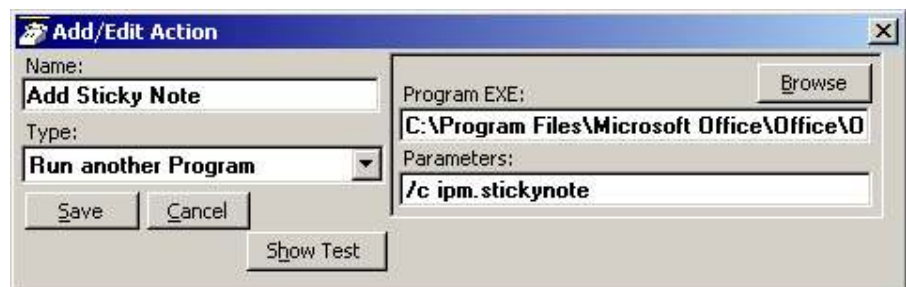 Add/Edit Action
Name:
Add Sticky Note
Type:
Run another Program
Save
Cancel
Show Test
Browse
Program EXE:
C:\Program Files\Microsoft Office\Office\O
Parameters:
/c ipm.stickynote